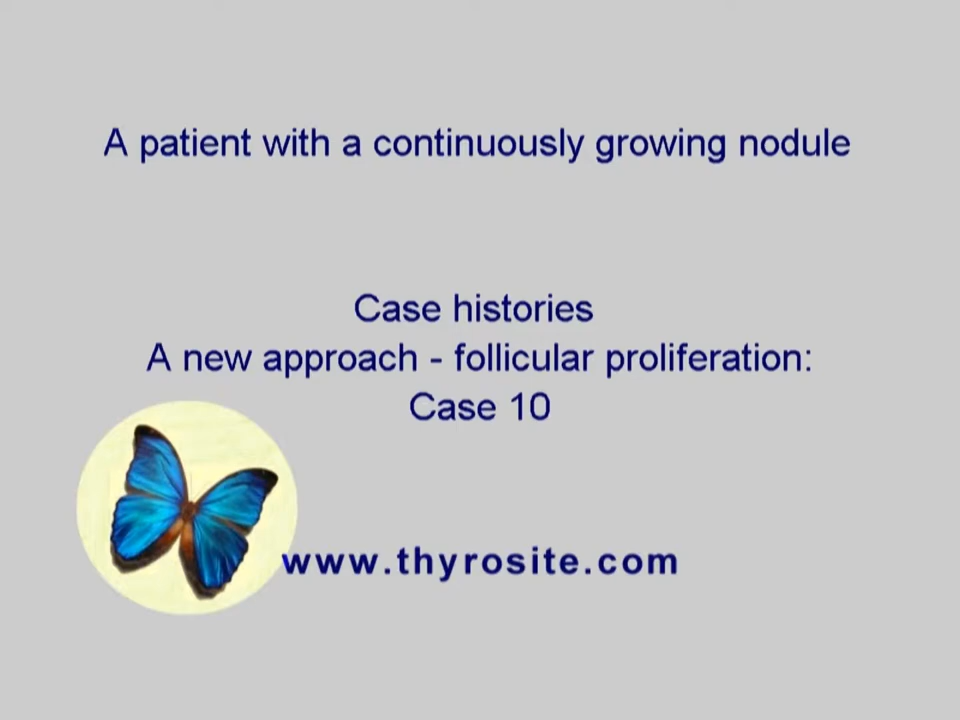 A patient with a continuously growing nodule
Case histories
A new approach - follicular proliferation:
Case 10
www.thyrosite.com